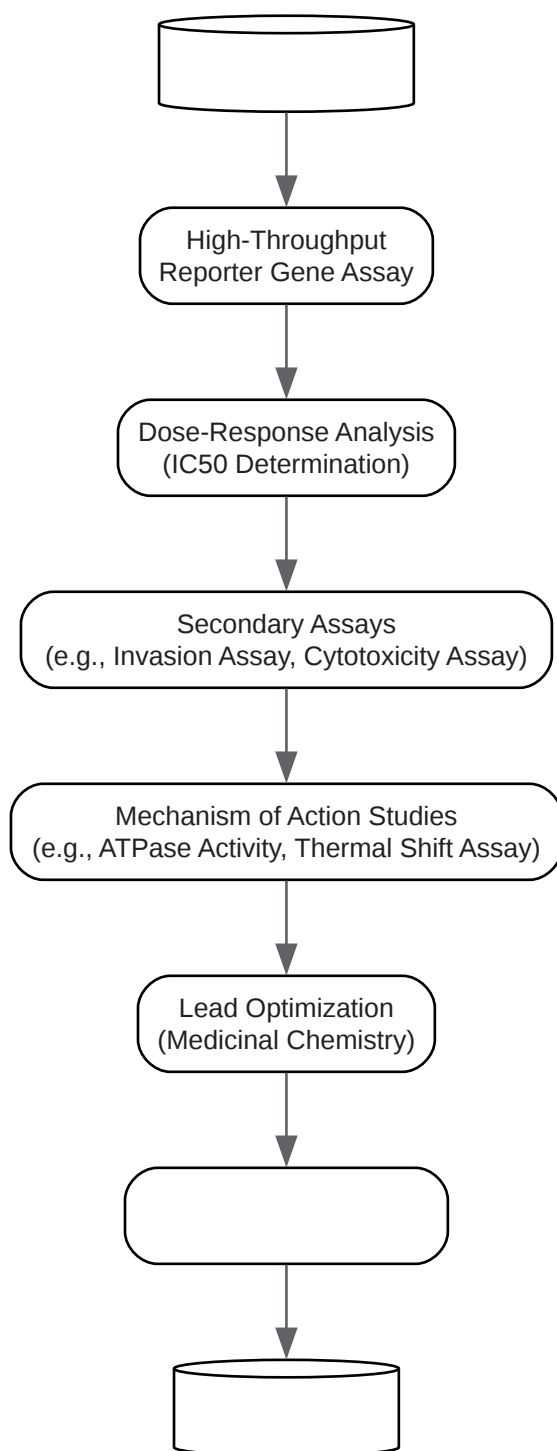 High-Throughput
Reporter Gene Assay
Dose-Response Analysis
(IC50 Determination)
Secondary Assays
(e.g., Invasion Assay, Cytotoxicity Assay)
Mechanism of Action Studies
(e.g., ATPase Activity, Thermal Shift Assay)
Lead Optimization
(Medicinal Chemistry)